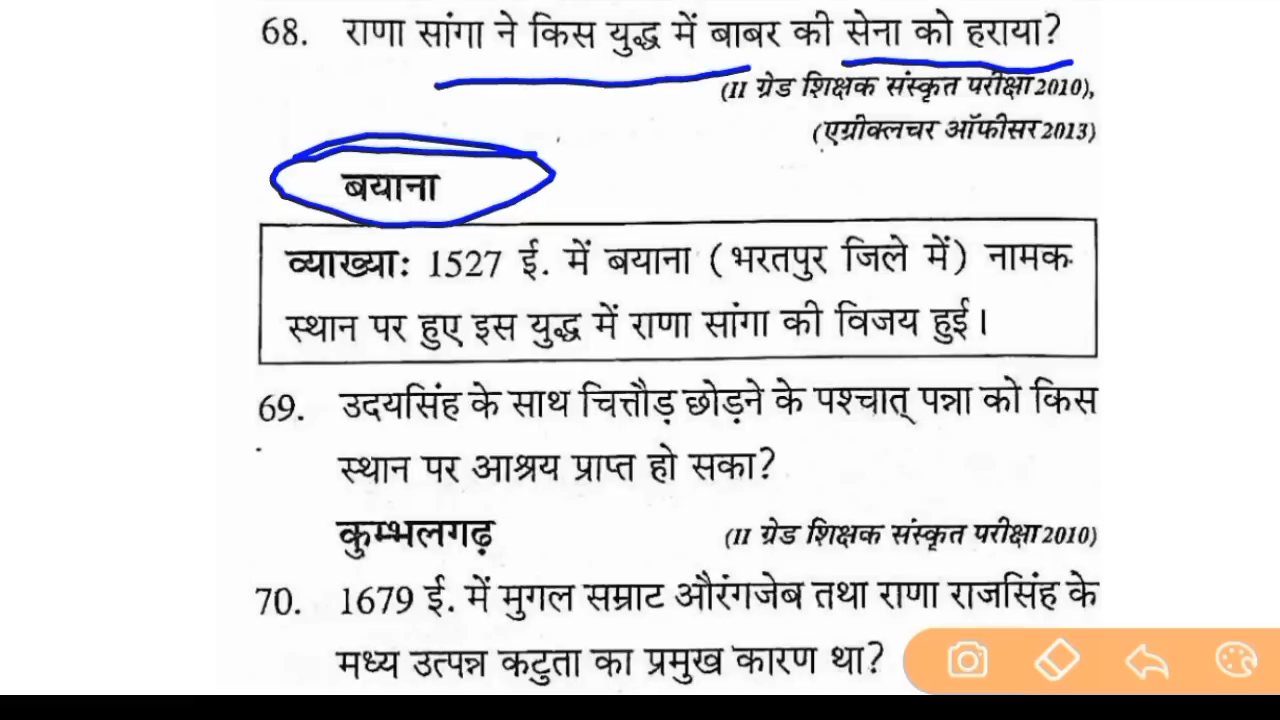 68. राणा सांगा ने किस युद्ध में बाबर की सेना को हराया?
(II ग्रेड शिक्षक संस्कृत परीक्षा 2010),
(एग्रीक्लचर ऑफीसर 2013)
बयाना
व्याख्या: 1527 ई. में बयाना (भरतपुर जिले में) नामक
स्थान पर हुए इस युद्ध में राणा सांगा की विजय हुई।
69. उदयसिंह के साथ चित्तौड़ छोड़ने के पश्चात् पन्ना को किस
स्थान पर आश्रय प्राप्त हो सका?
कुम्भलगढ़ (II ग्रेड शिक्षक संस्कृत परीक्षा 2010)
70. 1679 ई. में मुगल सम्राट औरंगजेब तथा राणा राजसिंह के
मध्य उत्पन्न कटुता का प्रमुख कारण था?